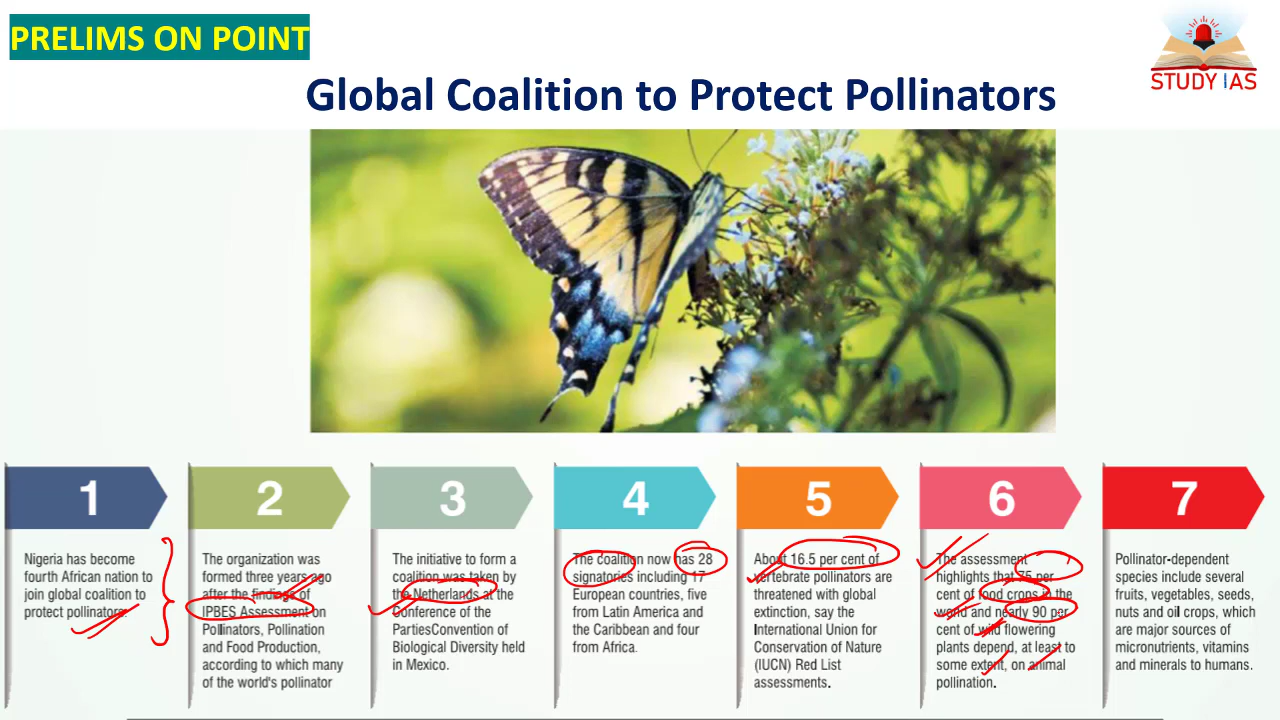 PRELIMS ON POINT
STUDY IAS
Global Coalition to Protect Pollinators
1
Nigeria has become
fourth African nation to
join global coalition to
protect pollinators.
2
The organization was
formed three years ago
after the findings of
IPBES Assessment on
Pollinators, Pollination
and Food Production,
according to which many
of the world's pollinator
3
The initiative to form a
coalition was taken by
the Netherlands at the
Conference of the
PartiesConvention of
Biological Diversity held
in Mexico.
4
The coalition now has 28
signatories including 17
European countries, five
from Latin America and
the Caribbean and four
from Africa.
5
About 16.5 per cent of
vertebrate pollinators are
threatened with global
extinction, say the
International Union for
Conservation of Nature
(IUCN) Red List
assessments.
6
The assessment
highlights that 75 per
cent of food crops in the
world and nearly 90 per
cent of wild flowering
plants depend, at least to
some extent, on animal
pollination.
7
Pollinator-dependent
species include several
fruits, vegetables, seeds,
nuts and oil crops, which
are major sources of
micronutrients, vitamins
and minerals to humans.